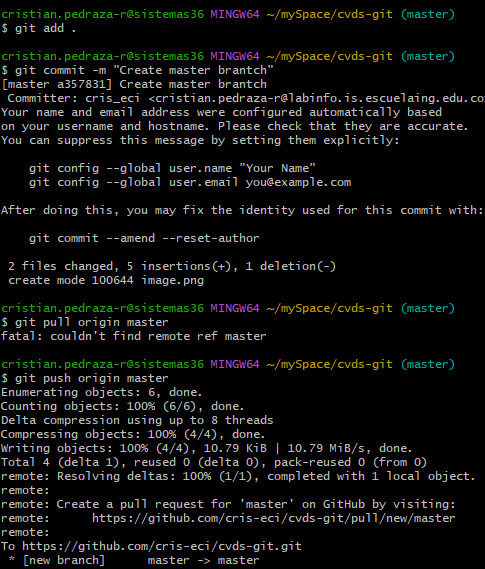 cristian.pedraza-r@sistemas36 MINGW64 ~/mySpace/cvds-git (master)
$ git add .
cristian.pedraza-r@sistemas36 MINGW64 ~/mySpace/cvds-git (master)
$ git commit -m "Create master brantch"
[master a357831] Create master brantch
 Committer: cris_eci <cristian.pedraza-r@labinfo.is.escuelaing.edu.co
Your name and email address were configured automatically based
on your username and hostname. Please check that they are accurate.
You can suppress this message by setting them explicitly:
    git config --global user.name "Your Name"
    git config --global user.email you@example.com
After doing this, you may fix the identity used for this commit with:
    git commit --amend --reset-author
 2 files changed, 5 insertions(+), 1 deletion(-)
 create mode 100644 image.png
cristian.pedraza-r@sistemas36 MINGW64 ~/mySpace/cvds-git (master)
$ git pull origin master
fatal: couldn't find remote ref master
cristian.pedraza-r@sistemas36 MINGW64 ~/mySpace/cvds-git (master)
$ git push origin master
Enumerating objects: 6, done.
Counting objects: 100% (6/6), done.
Delta compression using up to 8 threads
Compressing objects: 100% (4/4), done.
Writing objects: 100% (4/4), 10.79 KiB | 10.79 MiB/s, done.
Total 4 (delta 1), reused 0 (delta 0), pack-reused 0 (from 0)
remote: Resolving deltas: 100% (1/1), completed with 1 local object.
remote:
remote: Create a pull request for 'master' on GitHub by visiting:
remote:      https://github.com/cris-eci/cvds-git/pull/new/master
remote:
To https://github.com/cris-eci/cvds-git.git
 * [new branch]      master -> master